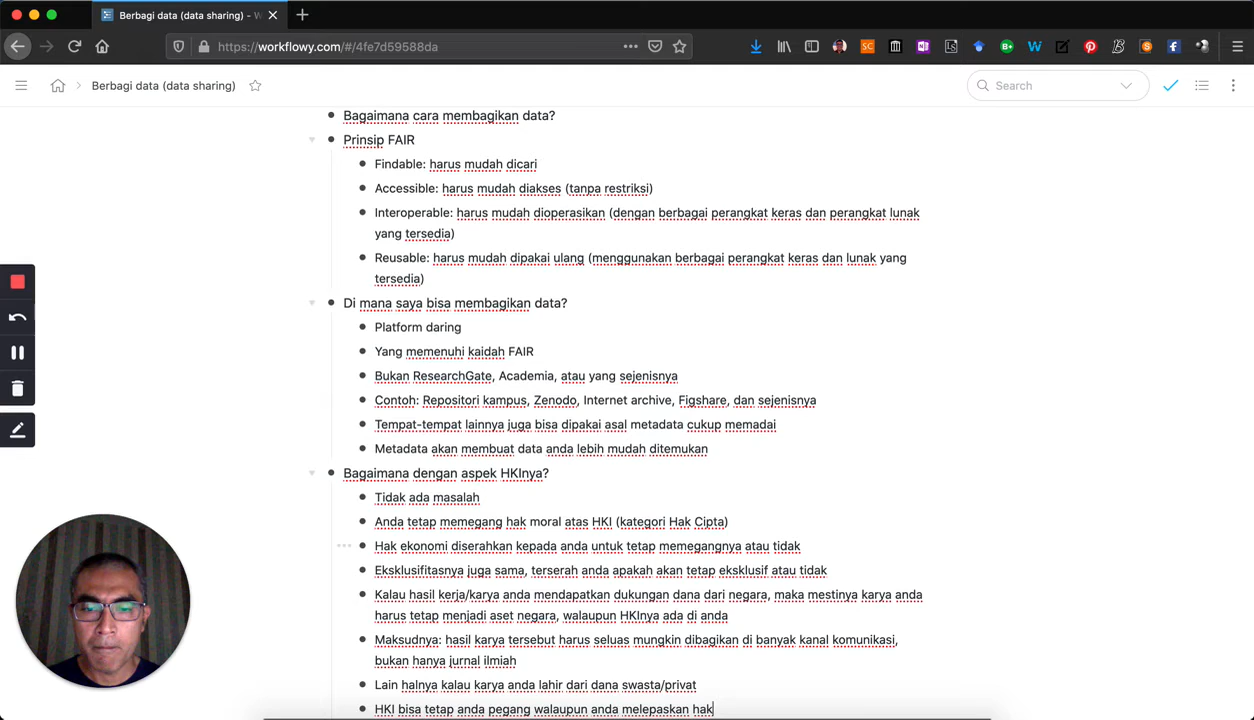 Berbagi data (data sharing) - W
https://workflowy.com/#/4fe7d59588da
Berbagi data (data sharing)
Search
Bagaimana cara membagikan data?
Prinsip FAIR
Findable: harus mudah dicari
Accessible: harus mudah diakses (tanpa restriksi)
Interoperable: harus mudah dioperasikan (dengan berbagai perangkat keras dan perangkat lunak
yang tersedia)
Reusable: harus mudah dipakai ulang (menggunakan berbagai perangkat keras dan lunak yang
tersedia)
Di mana saya bisa membagikan data?
Platform daring
Yang memenuhi kaidah FAIR
Bukan ResearchGate, Academia, atau yang sejenisnya
Contoh: Repositori kampus, Zenodo, Internet archive, Figshare, dan sejenisnya
Tempat-tempat lainnya juga bisa dipakai asal metadata cukup memadai
Metadata akan membuat data anda lebih mudah ditemukan
Bagaimana dengan aspek HKInya?
Tidak ada masalah
Anda tetap memegang hak moral atas HKI (kategori Hak Cipta)
Hak ekonomi diserahkan kepada anda untuk tetap memegangnya atau tidak
Eksklusifitasnya juga sama, terserah anda apakah akan tetap eksklusif atau tidak
Kalau hasil kerja/karya anda mendapatkan dukungan dana dari negara, maka mestinya karya anda
harus tetap menjadi aset negara, walaupun HKInya ada di anda
Maksudnya: hasil karya tersebut harus seluas mungkin dibagikan di banyak kanal komunikasi,
bukan hanya jurnal ilmiah
Lain halnya kalau karya anda lahir dari dana swasta/privat
HKI bisa tetap anda pegang walaupun anda melepaskan hak